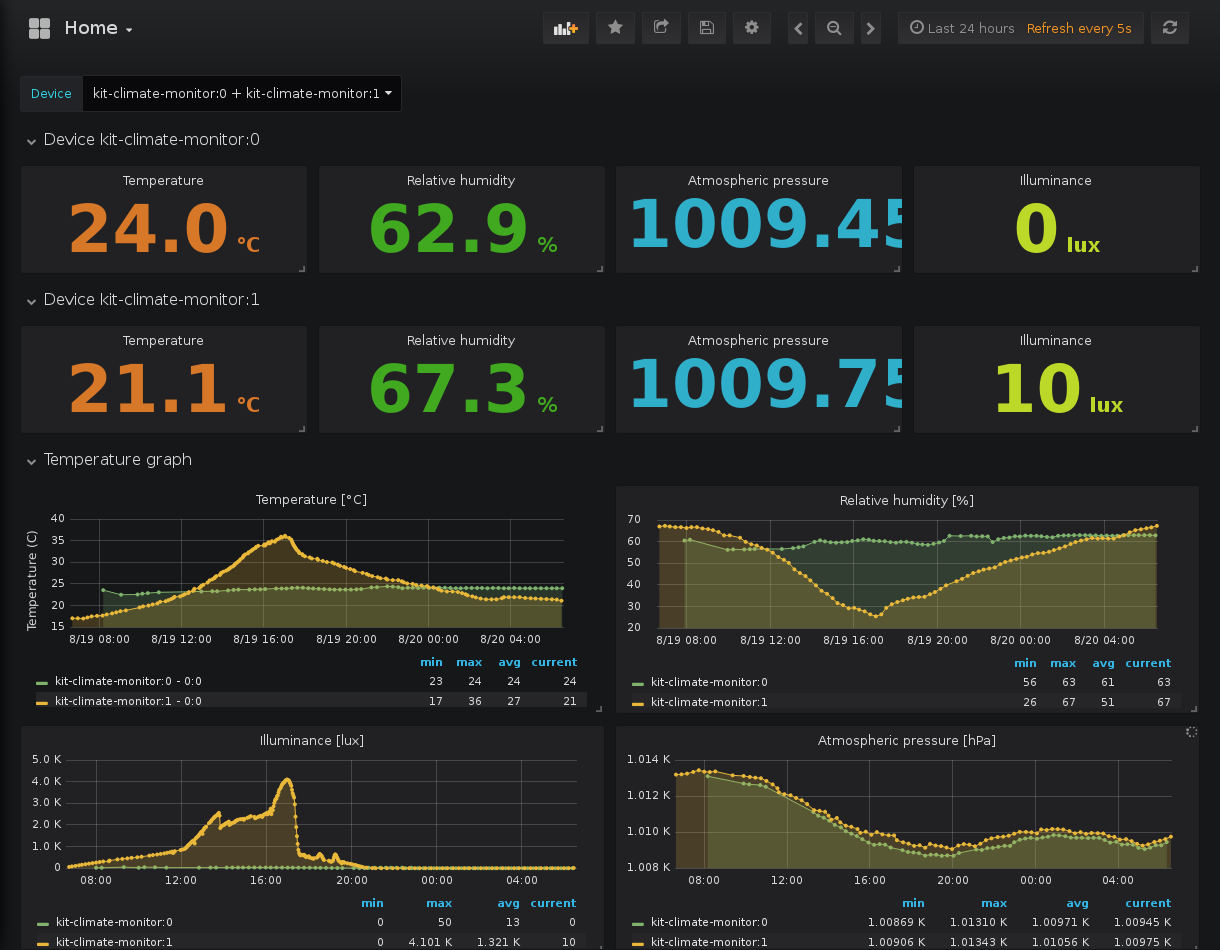 Home
Last 24 hours Refresh every 5s
Device kit-climate-monitor:0 + kit-climate-monitor:1
Device kit-climate-monitor:0
Temperature
24.0 °C
Relative humidity
62.9 %
Atmospheric pressure
1009.45
Illuminance
0 lux
Device kit-climate-monitor:1
Temperature
21.1 °C
Relative humidity
67.3 %
Atmospheric pressure
1009.75
Illuminance
10 lux
Temperature graph
Temperature [°C]
Temperature (C)
40
35
30
25
20
15
8/19 08:00 8/19 12:00 8/19 16:00 8/19 20:00 8/20 00:00 8/20 04:00
min max avg current
kit-climate-monitor:0 - 0:0 23 24 24 24
kit-climate-monitor:1 - 0:0 17 36 27 21
Relative humidity [%]
70
60
50
40
30
20
8/19 08:00 8/19 12:00 8/19 16:00 8/19 20:00 8/20 00:00 8/20 04:00
min max avg current
kit-climate-monitor:0 56 63 61 63
kit-climate-monitor:1 26 67 51 67
Illuminance [lux]
5.0 K
4.0 K
3.0 K
2.0 K
1.0 K
0
08:00 12:00 16:00 20:00 00:00 04:00
min max avg current
kit-climate-monitor:0 0 50 13 0
kit-climate-monitor:1 0 4.101 K 1.321 K 10
Atmospheric pressure [hPa]
1.014 K
1.012 K
1.010 K
1.008 K
08:00 12:00 16:00 20:00 00:00 04:00
min max avg current
kit-climate-monitor:0 1.00869 K 1.01310 K 1.00971 K 1.00945 K
kit-climate-monitor:1 1.00906 K 1.01343 K 1.01056 K 1.00975 K